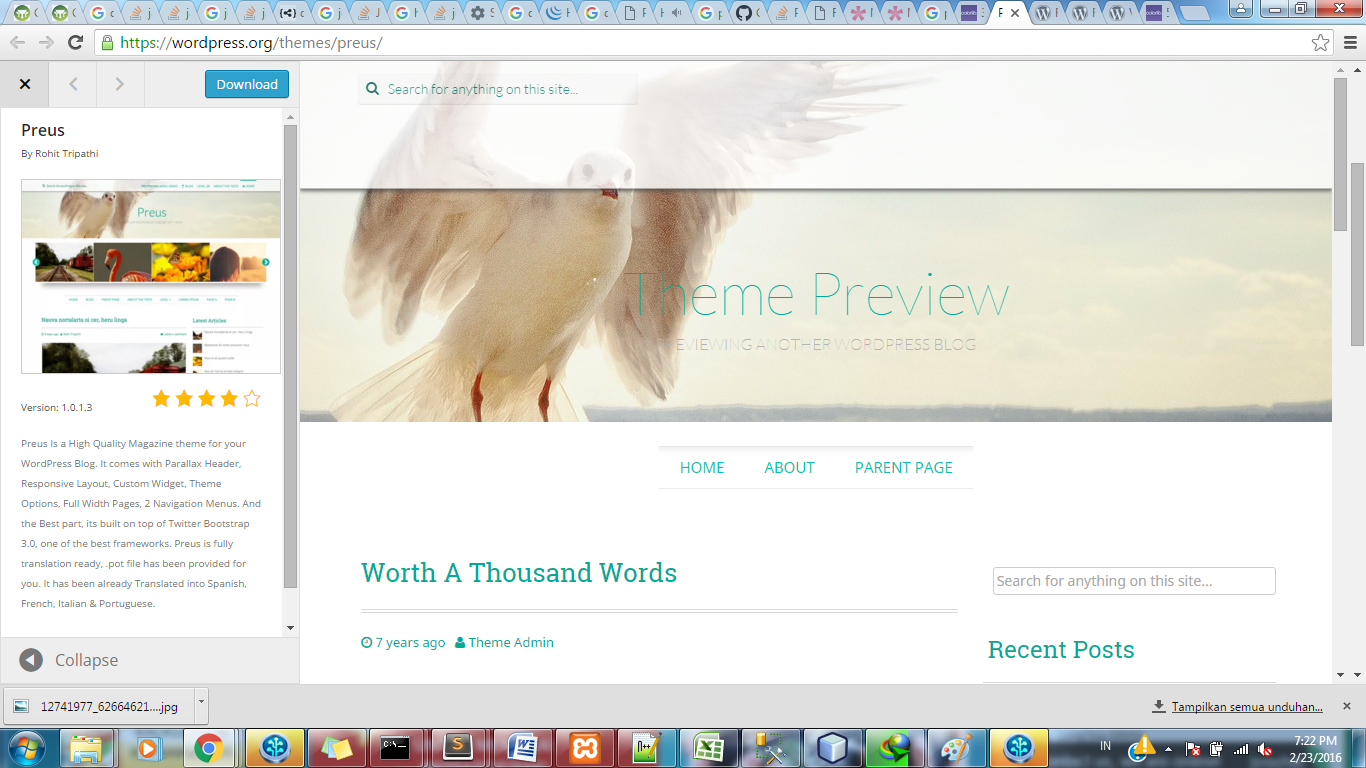 https://wordpress.org/themes/preus/
Download
Preus
By Rohit Tripathi
Preus
Latest Articles
Version: 1.0.1.3
Preus Is a High Quality Magazine theme for your
WordPress Blog. It comes with Parallax Header,
Responsive Layout, Custom Widget, Theme
Options, Full Width Pages, 2 Navigation Menus. And
the Best part, its built on top of Twitter Bootstrap
3.0, one of the best frameworks. Preus is fully
translation ready, .pot file has been provided for
you. It has been already Translated into Spanish,
French, Italian & Portuguese.
Collapse
Search for anything on this site...
Theme Preview
EVIEWING ANOTHER WORDPRESS BLOG
HOME ABOUT PARENT PAGE
Worth A Thousand Words
7 years ago Theme Admin
Search for anything on this site...
Recent Posts
12741977_62664621....jpg
Tampilkan semua unduhan...
IN
7:22 PM
2/23/2016